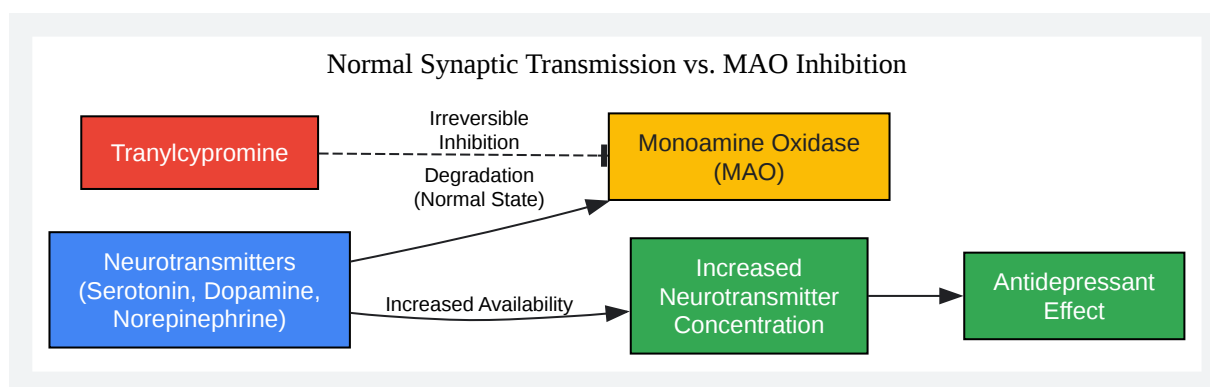 Normal Synaptic Transmission vs. MAO Inhibition
Tranylcypromine
Irreversible
Inhibition
Monoamine Oxidase
(MAO)
Degradation
(Normal State)
Neurotransmitters
(Serotonin, Dopamine,
Norepinephrine)
Increased Availability
Increased
Neurotransmitter
Concentration
Antidepressant
Effect